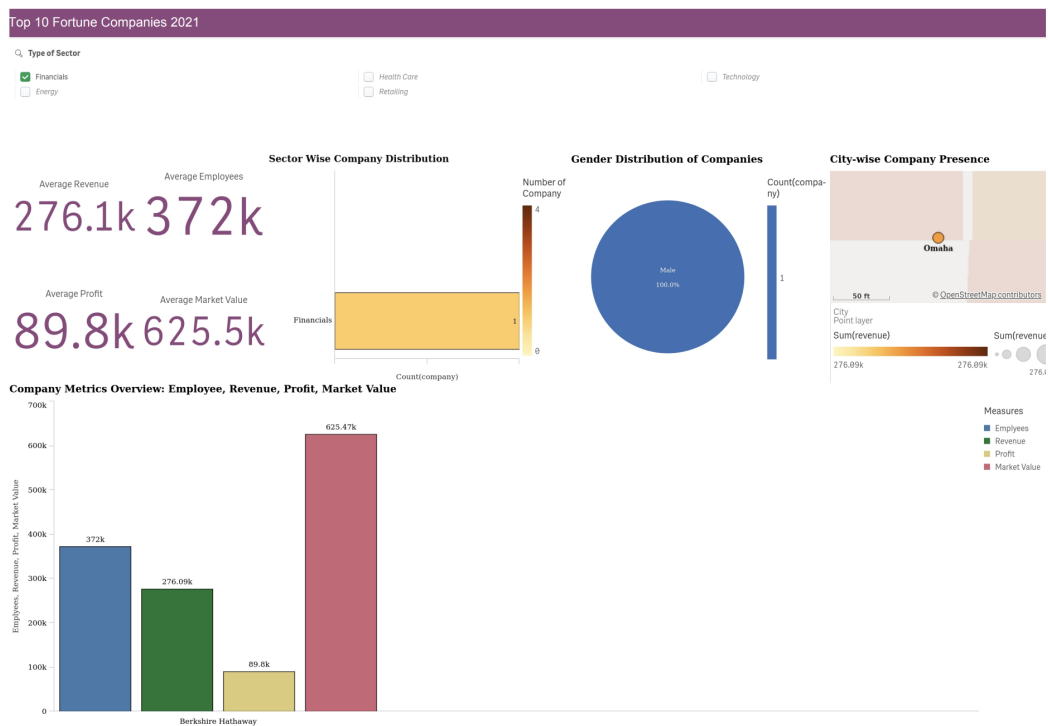 Top 10 Fortune Companies 2021
Type of Sector
Financials
Health Care
Technology
Energy
Retailing
Average Revenue
276.1k
Average Employees
372k
Average Profit
89.8k
Average Market Value
625.5k
Sector Wise Company Distribution
Number of
Company
4
0
Financials
1
Count(company)
Gender Distribution of Companies
Male
100.0%
Count(compa-
ny)
1
City-wise Company Presence
Omaha
50 ft
© OpenStreetMap contributors
City
Point layer
Sum(revenue)
276.09k
276.09k
Sum(revenue
276.0
Company Metrics Overview: Employee, Revenue, Profit, Market Value
Emplyees, Revenue, Profit, Market Value
700k
600k
500k
400k
300k
200k
100k
0
372k
276.09k
89.8k
625.47k
Berkshire Hathaway
Measures
Emplyees
Revenue
Profit
Market Value